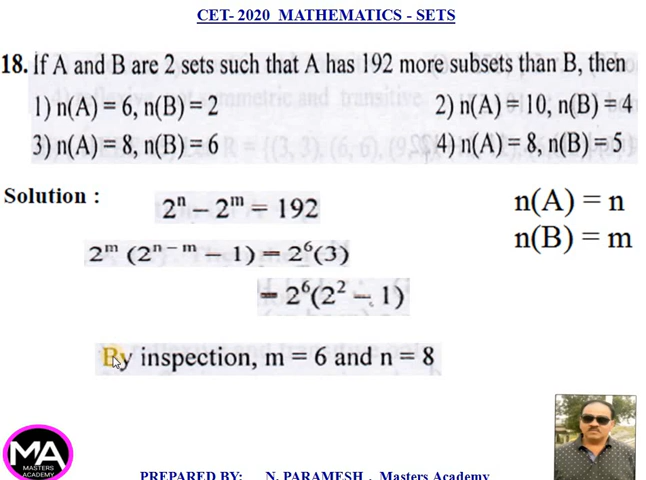 CET- 2020 MATHEMATICS - SETS
18. If A and B are 2 sets such that A has 192 more subsets than B, then
1) n(A) = 6, n(B) = 2 2) n(A) = 10, n(B) = 4
3) n(A) = 8, n(B) = 6 4) n(A) = 8, n(B) = 5
Solution :
2ⁿ – 2ᵐ = 192
n(A) = n
n(B) = m
2ᵐ (2ⁿ⁻ᵐ – 1) = 2⁶(3)
= 2⁶(2² – 1)
By inspection, m = 6 and n = 8
MA
MASTERS
ACADEMY
PREPARED BY: N. PARAMESH , Masters Academy